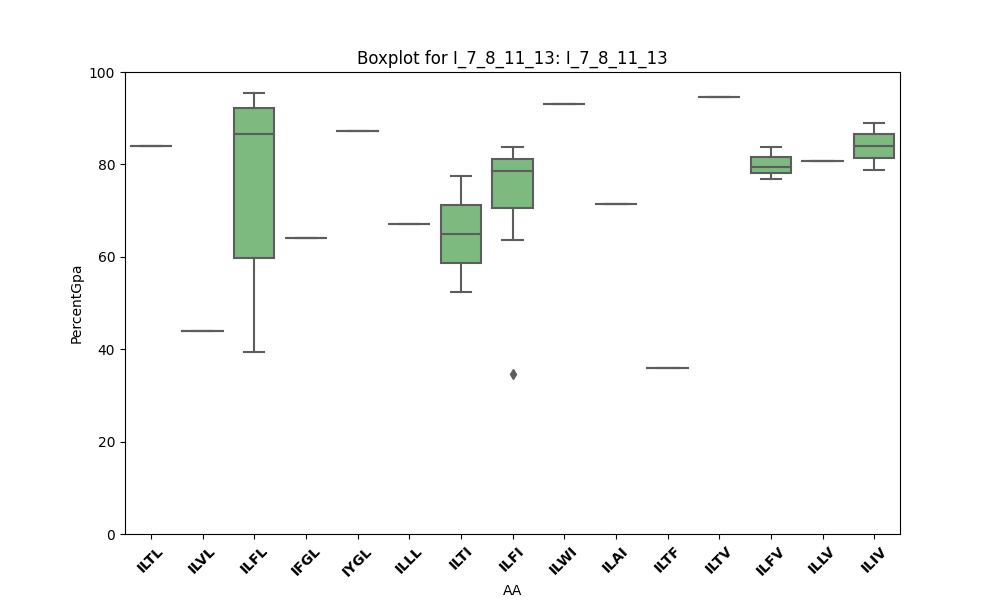 Boxplot for I_7_8_11_13: I_7_8_11_13
100
80
60
40
20
0
PercentGpa
ILTL
ILVL
ILFL
IFGL
IYGL
ILLL
ILTI
ILFI
ILWI
ILAI
ILTF
ILTV
ILFV
ILLV
ILIV
AA